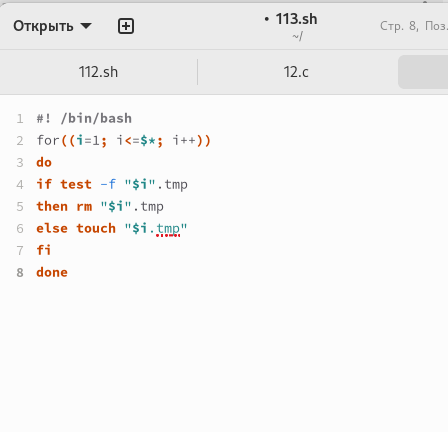 Открыть
• 113.sh
~/
Стр. 8, Поз.
112.sh
12.c
1 #! /bin/bash
2 for((i=1; i<=$*; i++))
3 do
4 if test -f "$i".tmp
5 then rm "$i".tmp
6 else touch "$i.tmp"
7 fi
8 done